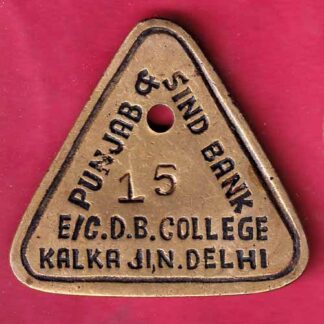 PUNJAB & SIND BANK
15
E/C.D.B.COLLEGE
KALKA JI,N.DELHI